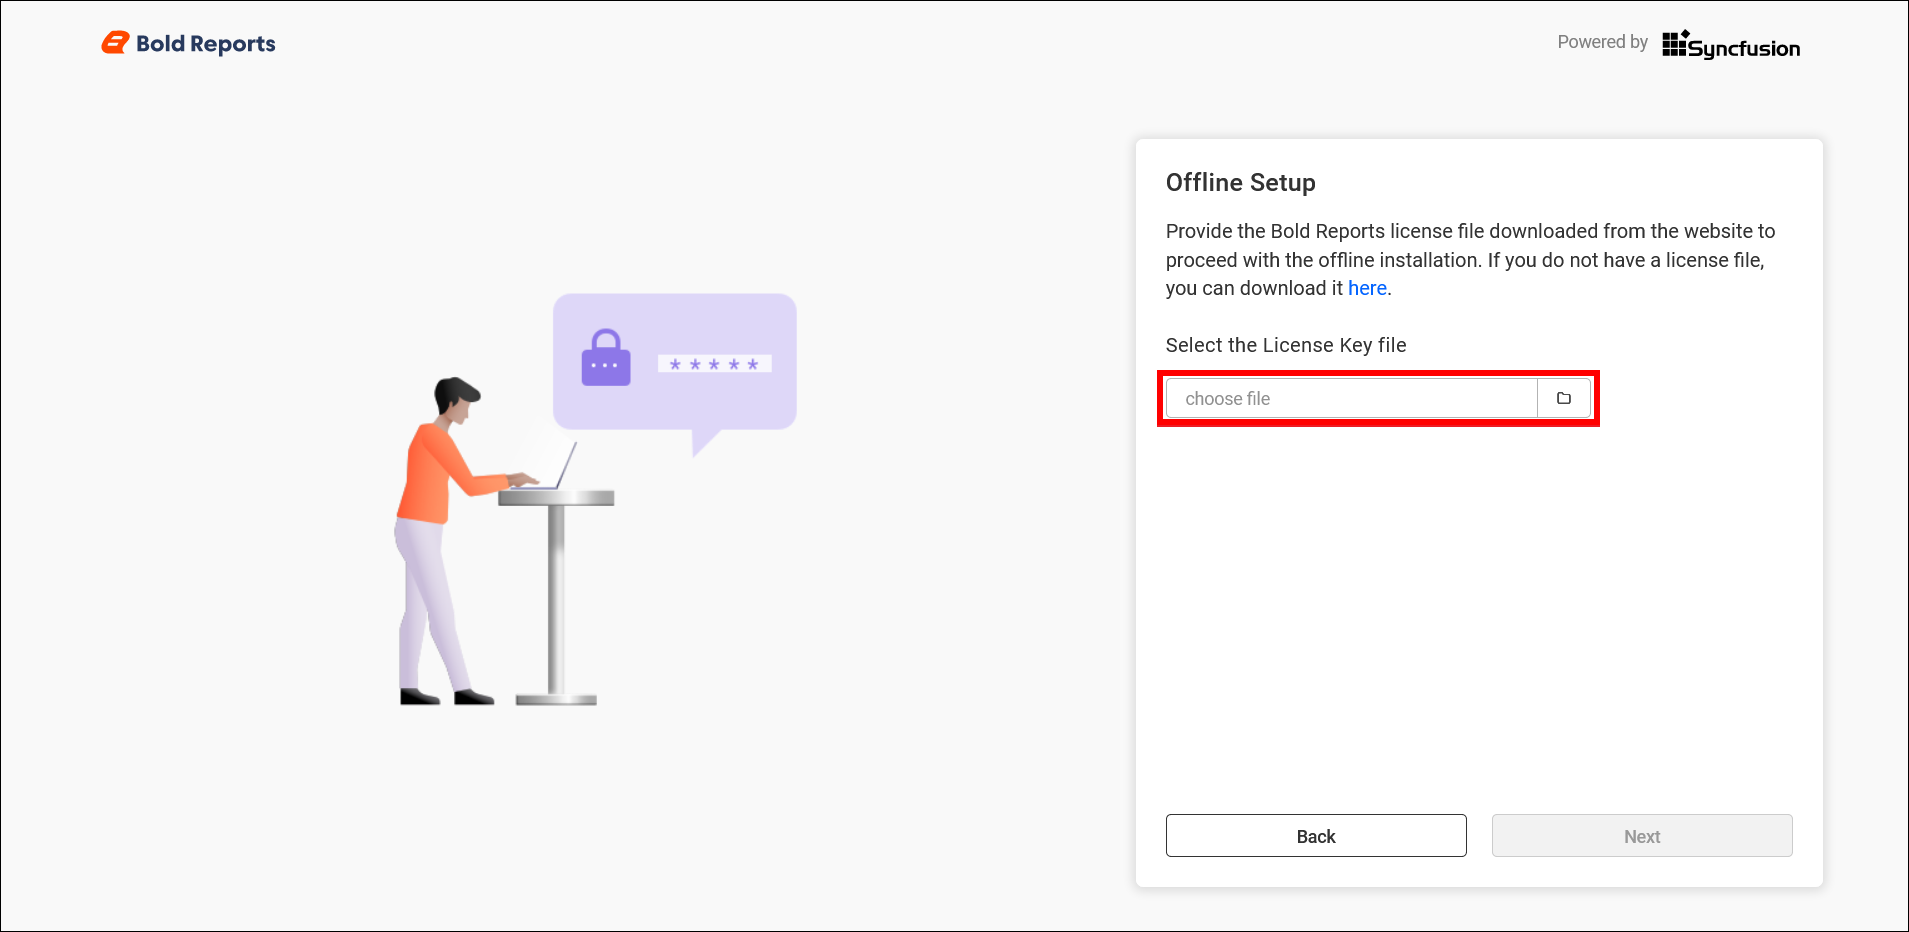 Bold Reports
Powered by Syncfusion
Offline Setup
Provide the Bold Reports license file downloaded from the website to
proceed with the offline installation. If you do not have a license file,
you can download it here.
Select the License Key file
choose file
* * * * *
Back
Next